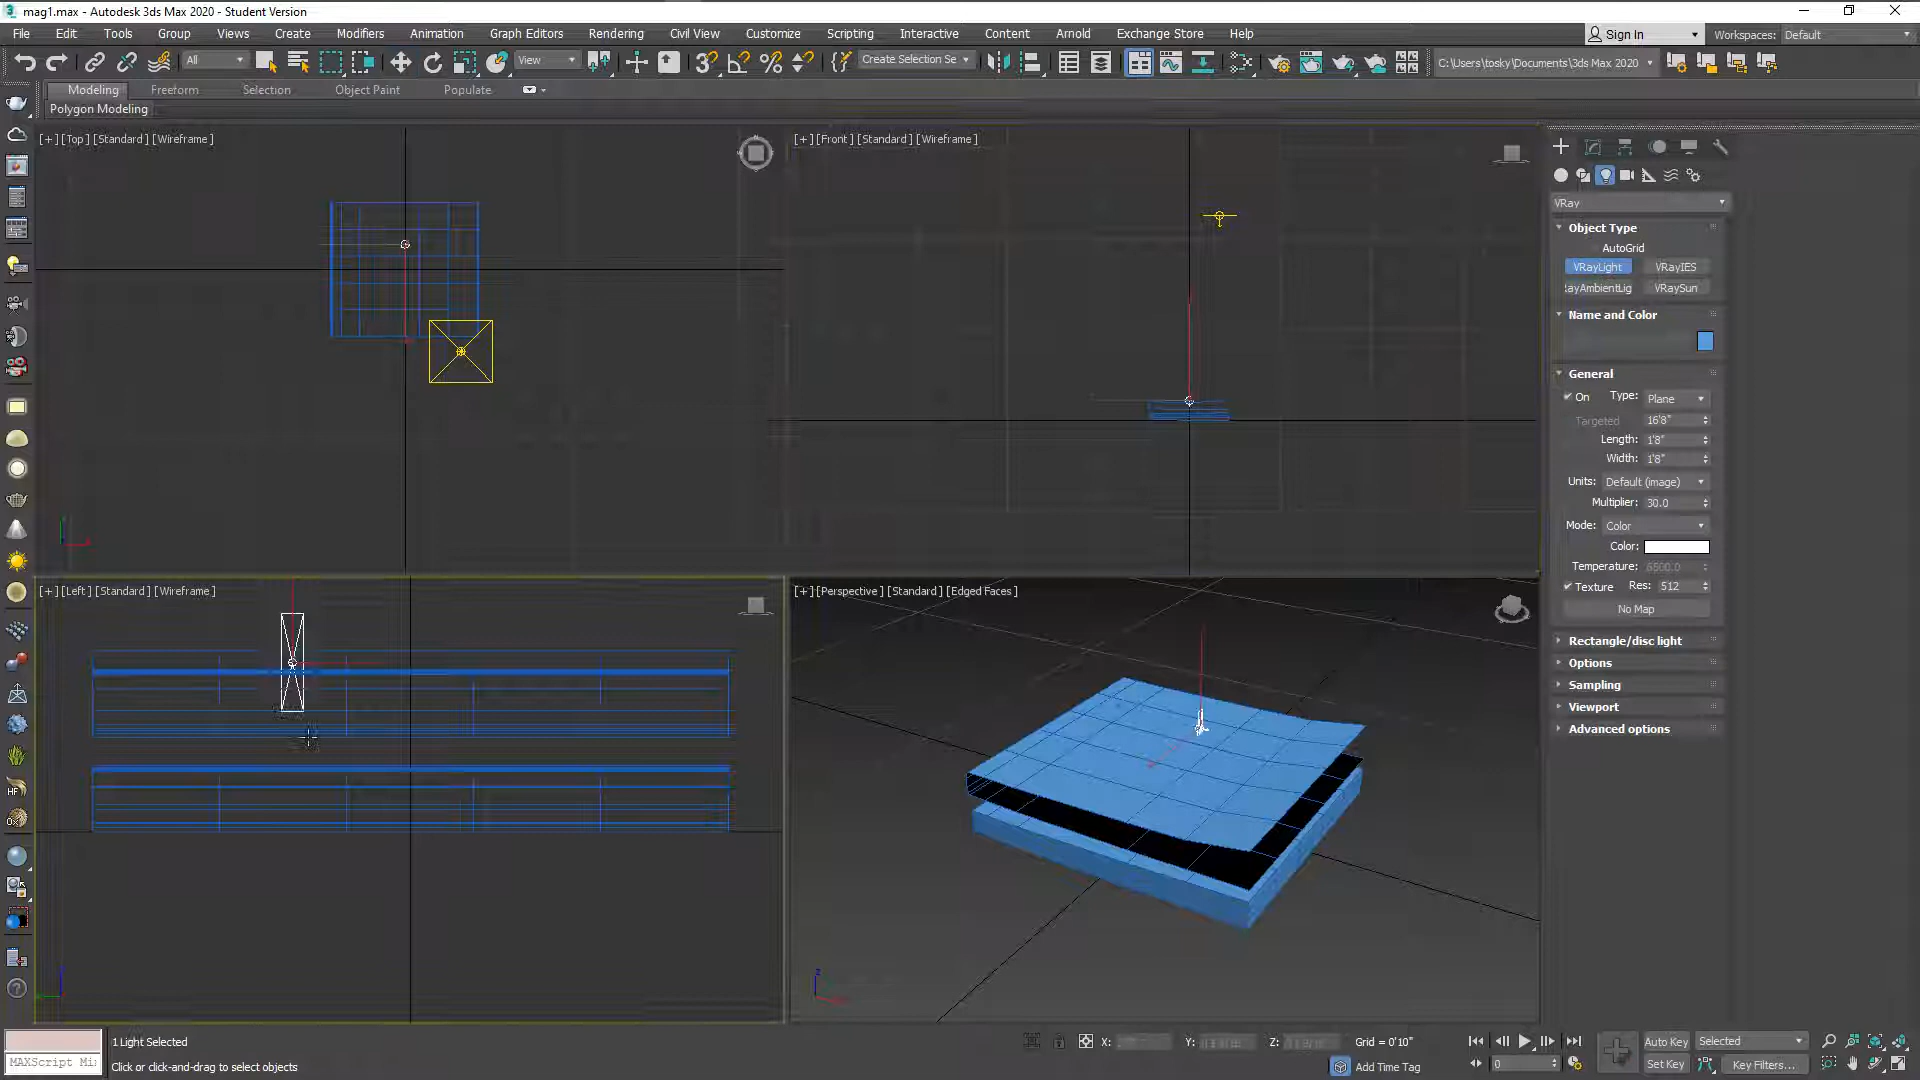 mag1.max - Autodesk 3ds Max 2020 - Student Version
File Edit Tools Group Views Create Modifiers Animation Graph Editors Rendering Civil View Customize Scripting Interactive Content Arnold Exchange Store Help
Sign In
Workspaces: Default
All
View
Create Selection Se
C:\Users\tosky\Documents\3ds Max 2020
Modeling Freeform Selection Object Paint Populate
Polygon Modeling
[+] [Top] [Standard] [Wireframe]
[+] [Front] [Standard] [Wireframe]
VRay
Object Type
AutoGrid
VRayLight VRayIES
RayAmbientLig VRaySun
Name and Color
General
On Type: Plane
Targeted 16'8"
Length: 1'8"
Width: 1'8"
Units: Default (image)
Multiplier: 30.0
Mode: Color
Color:
Temperature: 6500.0
Texture Res: 512
No Map
Rectangle/disc light
Options
Sampling
Viewport
Advanced options
[+] [Left] [Standard] [Wireframe]
[+] [Perspective] [Standard] [Edged Faces]
HF
z
1 Light Selected
X: Y: Z: Grid = 0'10"
Auto Key Selected
MAXScript Mi
Click or click-and-drag to select objects
Add Time Tag
0
Set Key Key Filters...